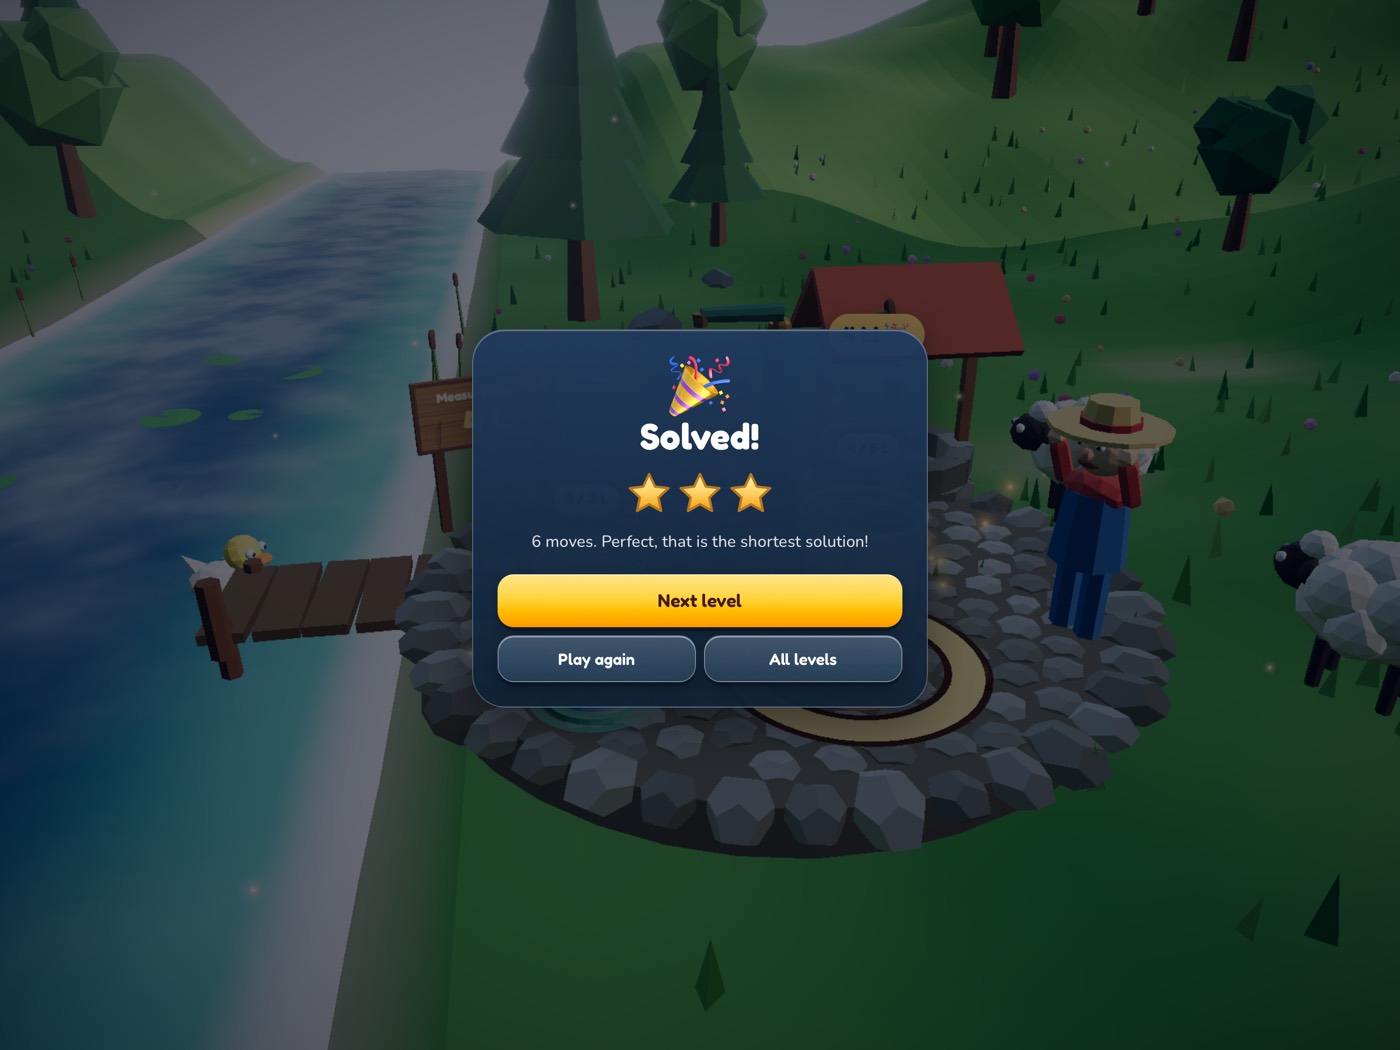 Solved!
6 moves. Perfect, that is the shortest solution!
Next level
Play again
All levels